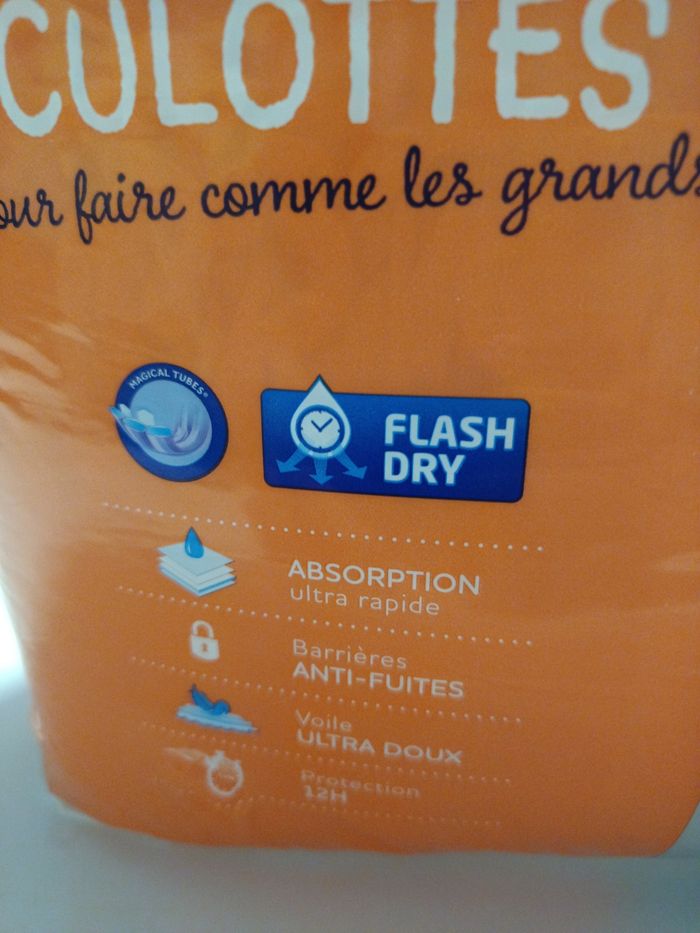 CULOTTES
our faire comme les grands
MAGICAL TUBES®
FLASH
DRY
ABSORPTION
ultra rapide
Barrières
ANTI-FUITES
Voile
ULTRA DOUX
Protection
12H